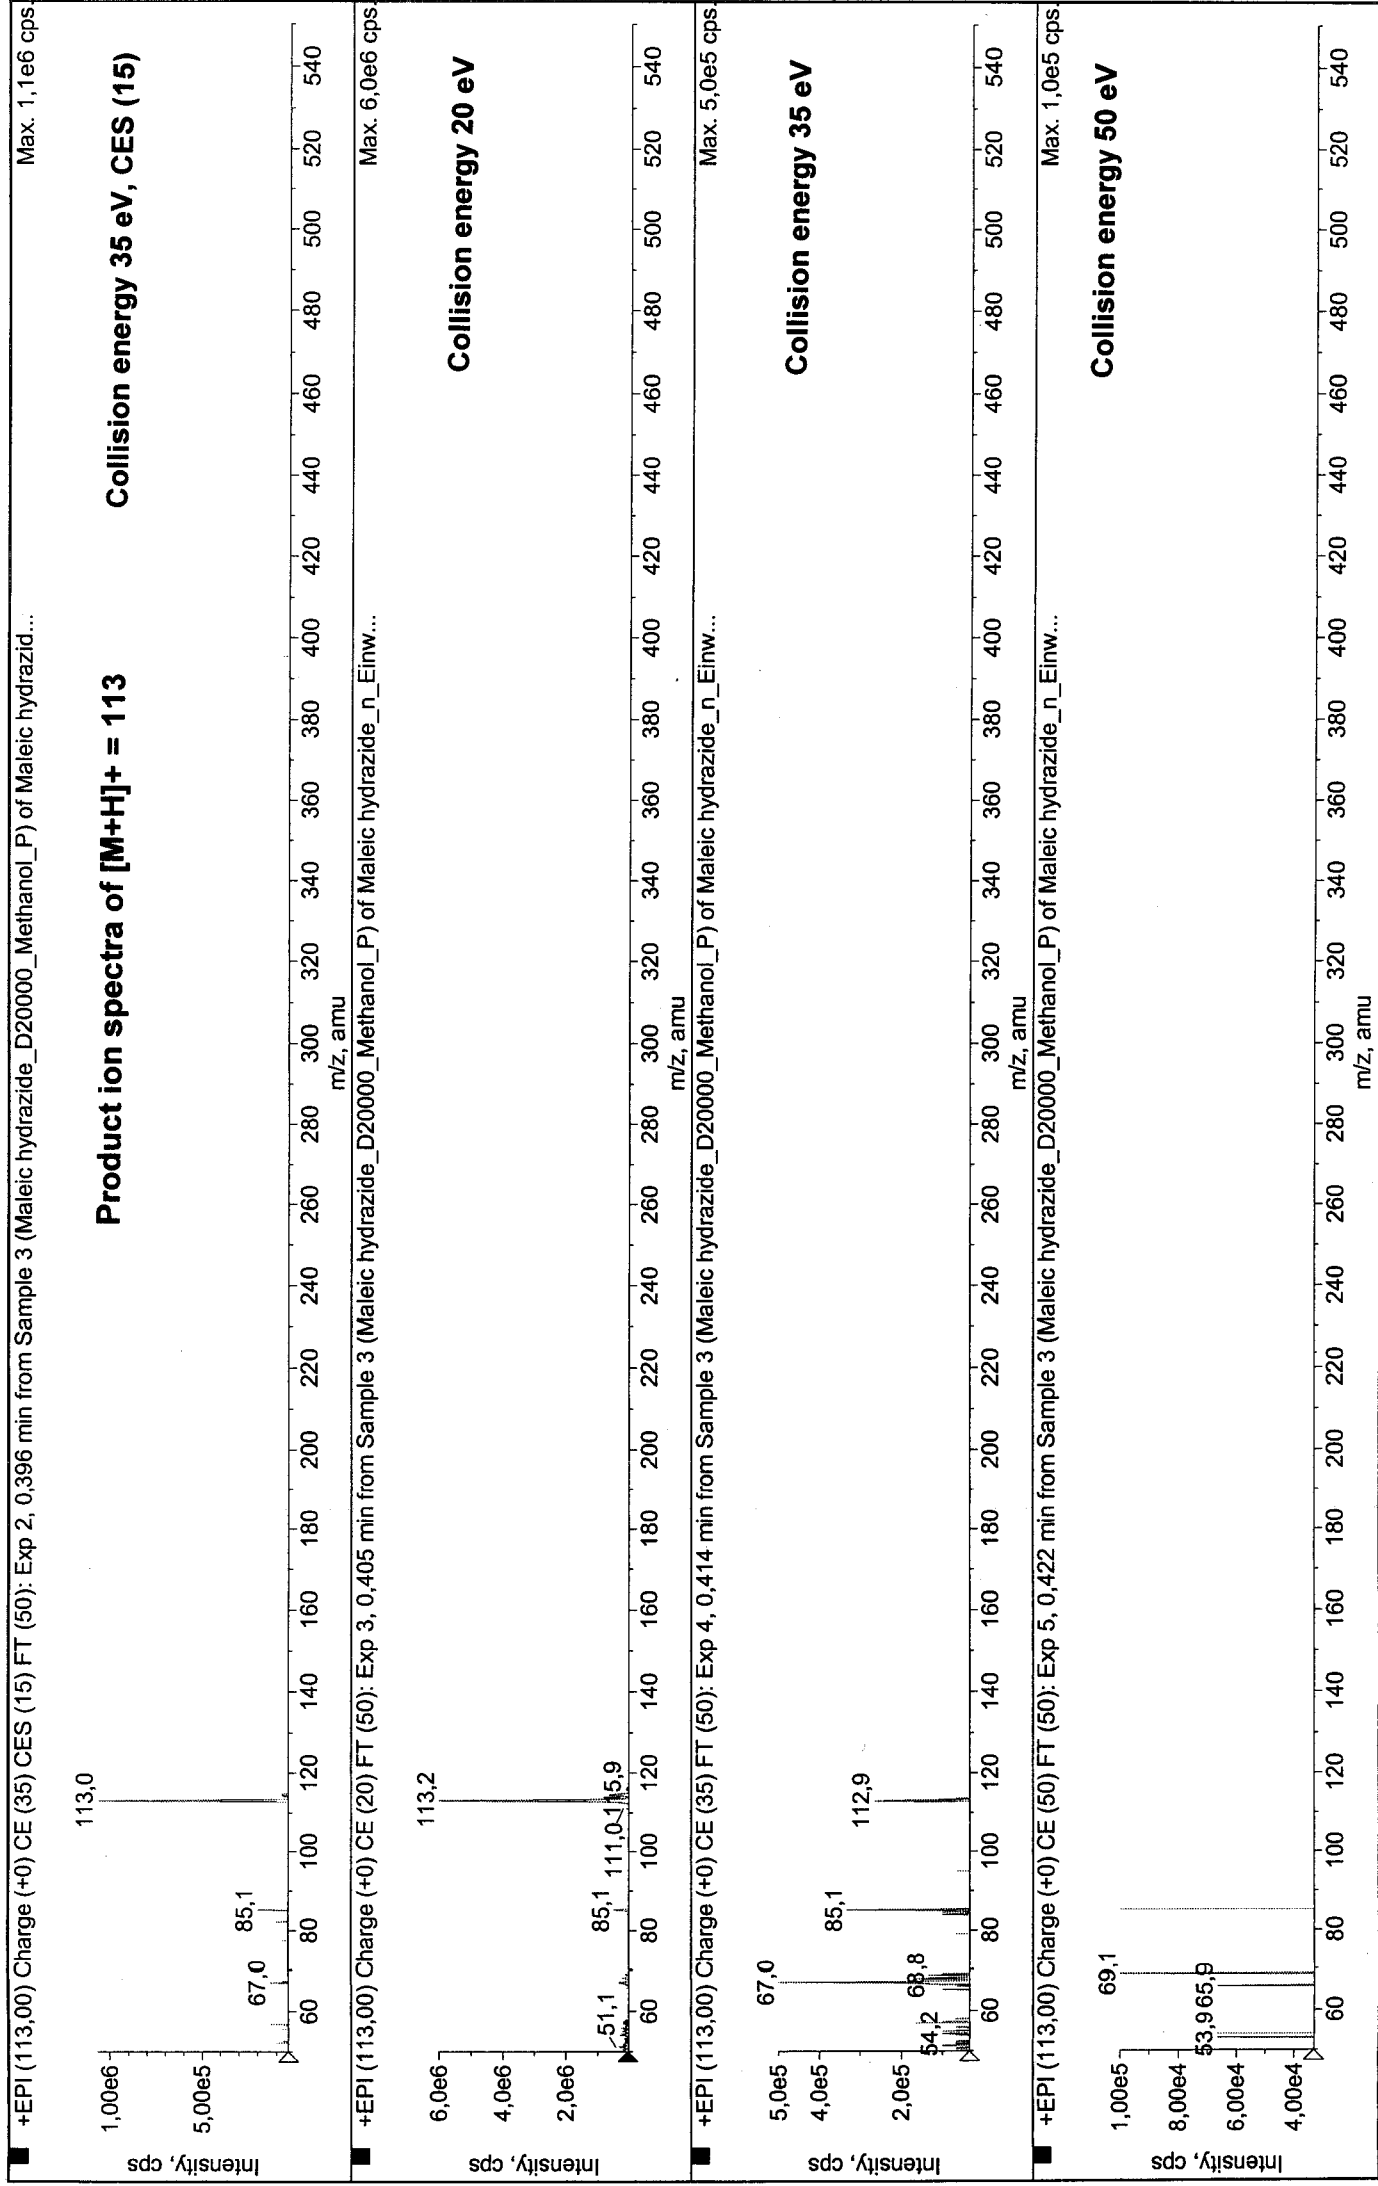 +EPI (113,00) Charge (+0) CE (35) CES (15) FT (50): Exp 2, 0,396 min from Sample 3 (Maleic hydrazide_D20000_Methanol_P) of Maleic hydrazid...
Max. 1,1e6 cps.
Product ion spectra of [M+H]+ = 113
Collision energy 35 eV, CES (15)
Intensity, cps
1,00e6
5,00e5
67,0
85,1
113,0
60 80 100 120 140 160 180 200 220 240 260 280 300 320 340 360 380 400 420 440 460 480 500 520 540
m/z, amu
+EPI (113,00) Charge (+0) CE (20) FT (50): Exp 3, 0,405 min from Sample 3 (Maleic hydrazide_D20000_Methanol_P) of Maleic hydrazide_n_Einw...
Max. 6,0e6 cps.
Collision energy 20 eV
Intensity, cps
6,0e6
4,0e6
2,0e6
51,1
85,1
111,0
113,2
60 80 100 120 140 160 180 200 220 240 260 280 300 320 340 360 380 400 420 440 460 480 500 520 540
m/z, amu
+EPI (113,00) Charge (+0) CE (35) FT (50): Exp 4, 0,414 min from Sample 3 (Maleic hydrazide_D20000_Methanol_P) of Maleic hydrazide_n_Einw...
Max. 5,0e5 cps.
Collision energy 35 eV
Intensity, cps
5,0e5
4,0e5
2,0e5
54,2
67,0
68,8
85,1
112,9
60 80 100 120 140 160 180 200 220 240 260 280 300 320 340 360 380 400 420 440 460 480 500 520 540
m/z, amu
+EPI (113,00) Charge (+0) CE (50) FT (50): Exp 5, 0,422 min from Sample 3 (Maleic hydrazide_D20000_Methanol_P) of Maleic hydrazide_n_Einw...
Max. 1,0e5 cps.
Collision energy 50 eV
Intensity, cps
1,00e5
8,00e4
6,00e4
4,00e4
53,9
65,9
69,1
60 80 100 120 140 160 180 200 220 240 260 280 300 320 340 360 380 400 420 440 460 480 500 520 540
m/z, amu